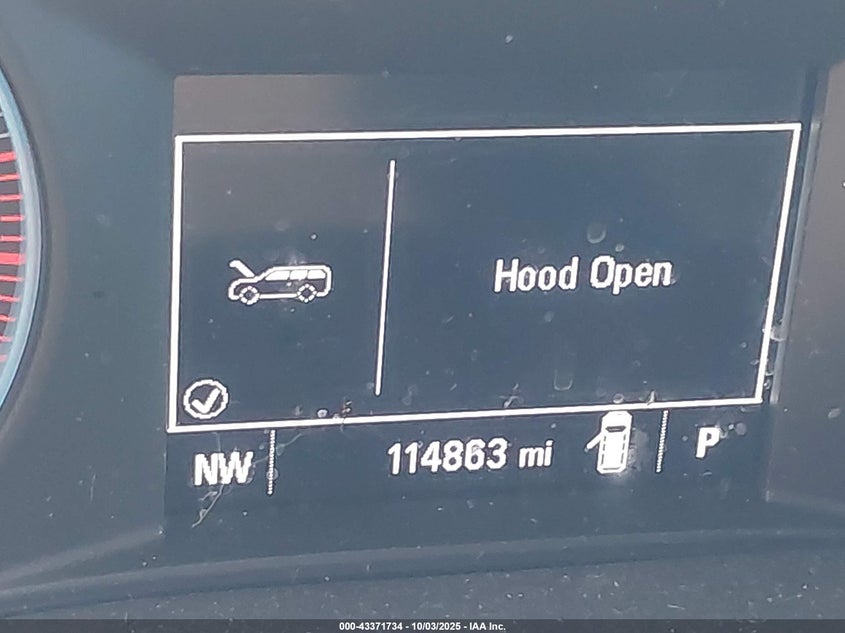 Hood Open
NW 114863 mi P
000-43371734 - 10/03/2025 - IAA Inc.